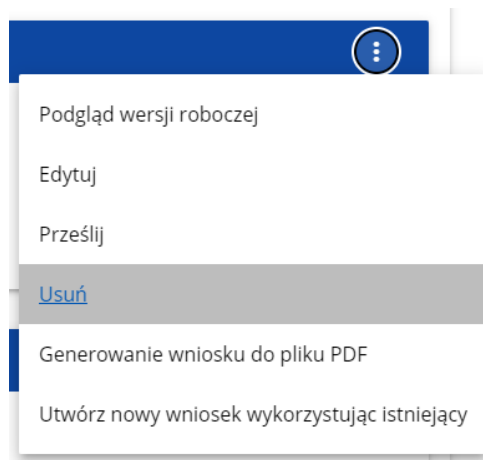 Podgląd wersji roboczej
Edytuj
Prześlij
Usuń
Generowanie wniosku do pliku PDF
Utwórz nowy wniosek wykorzystując istniejący